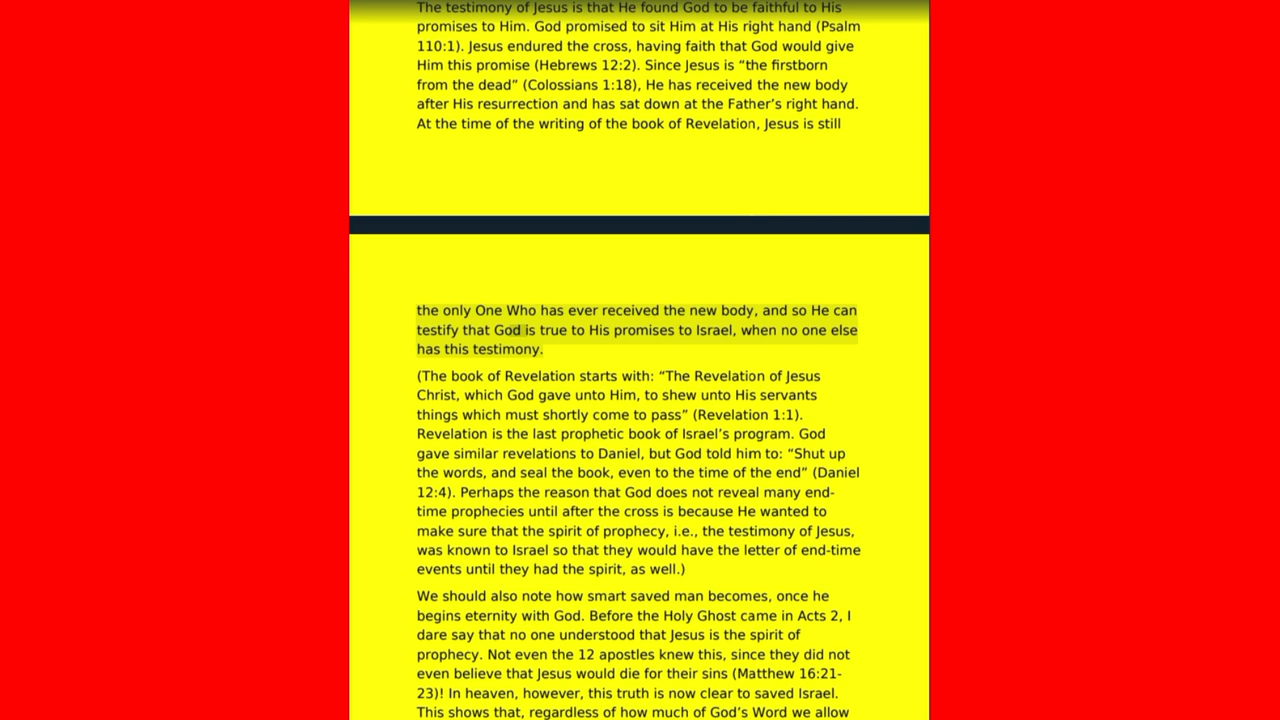 The testimony of Jesus is that He found God to be faithful to His
promises to Him. God promised to sit Him at His right hand (Psalm
110:1). Jesus endured the cross, having faith that God would give
Him this promise (Hebrews 12:2). Since Jesus is “the firstborn
from the dead” (Colossians 1:18), He has received the new body
after His resurrection and has sat down at the Father’s right hand.
At the time of the writing of the book of Revelation, Jesus is still
the only One Who has ever received the new body, and so He can
testify that God is true to His promises to Israel, when no one else
has this testimony.
(The book of Revelation starts with: “The Revelation of Jesus
Christ, which God gave unto Him, to shew unto His servants
things which must shortly come to pass” (Revelation 1:1).
Revelation is the last prophetic book of Israel’s program. God
gave similar revelations to Daniel, but God told him to: “Shut up
the words, and seal the book, even to the time of the end” (Daniel
12:4). Perhaps the reason that God does not reveal many end-
time prophecies until after the cross is because He wanted to
make sure that the spirit of prophecy, i.e., the testimony of Jesus,
was known to Israel so that they would have the letter of end-time
events until they had the spirit, as well.)
We should also note how smart saved man becomes, once he
begins eternity with God. Before the Holy Ghost came in Acts 2, I
dare say that no one understood that Jesus is the spirit of
prophecy. Not even the 12 apostles knew this, since they did not
even believe that Jesus would die for their sins (Matthew 16:21-
23)! In heaven, however, this truth is now clear to saved Israel.
This shows that, regardless of how much of God’s Word we allow